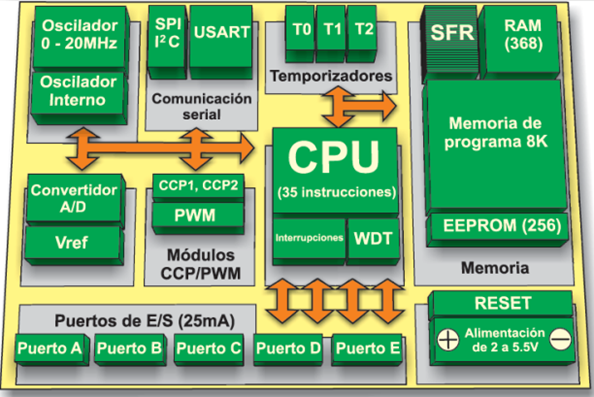 Oscilador
0 - 20MHz
Oscilador
Interno
SPI
I²C
USART
Comunicación
serial
T0
T1
T2
Temporizadores
SFR
RAM
(368)
Memoria de
programa 8K
EEPROM (256)
Memoria
CPU
(35 instrucciones)
Interrupciones
WDT
Convertidor
A/D
Vref
CCP1, CCP2
PWM
Módulos
CCP/PWM
Puertos de E/S (25mA)
Puerto A
Puerto B
Puerto C
Puerto D
Puerto E
RESET
+
Alimentación
de 2 a 5.5V
−